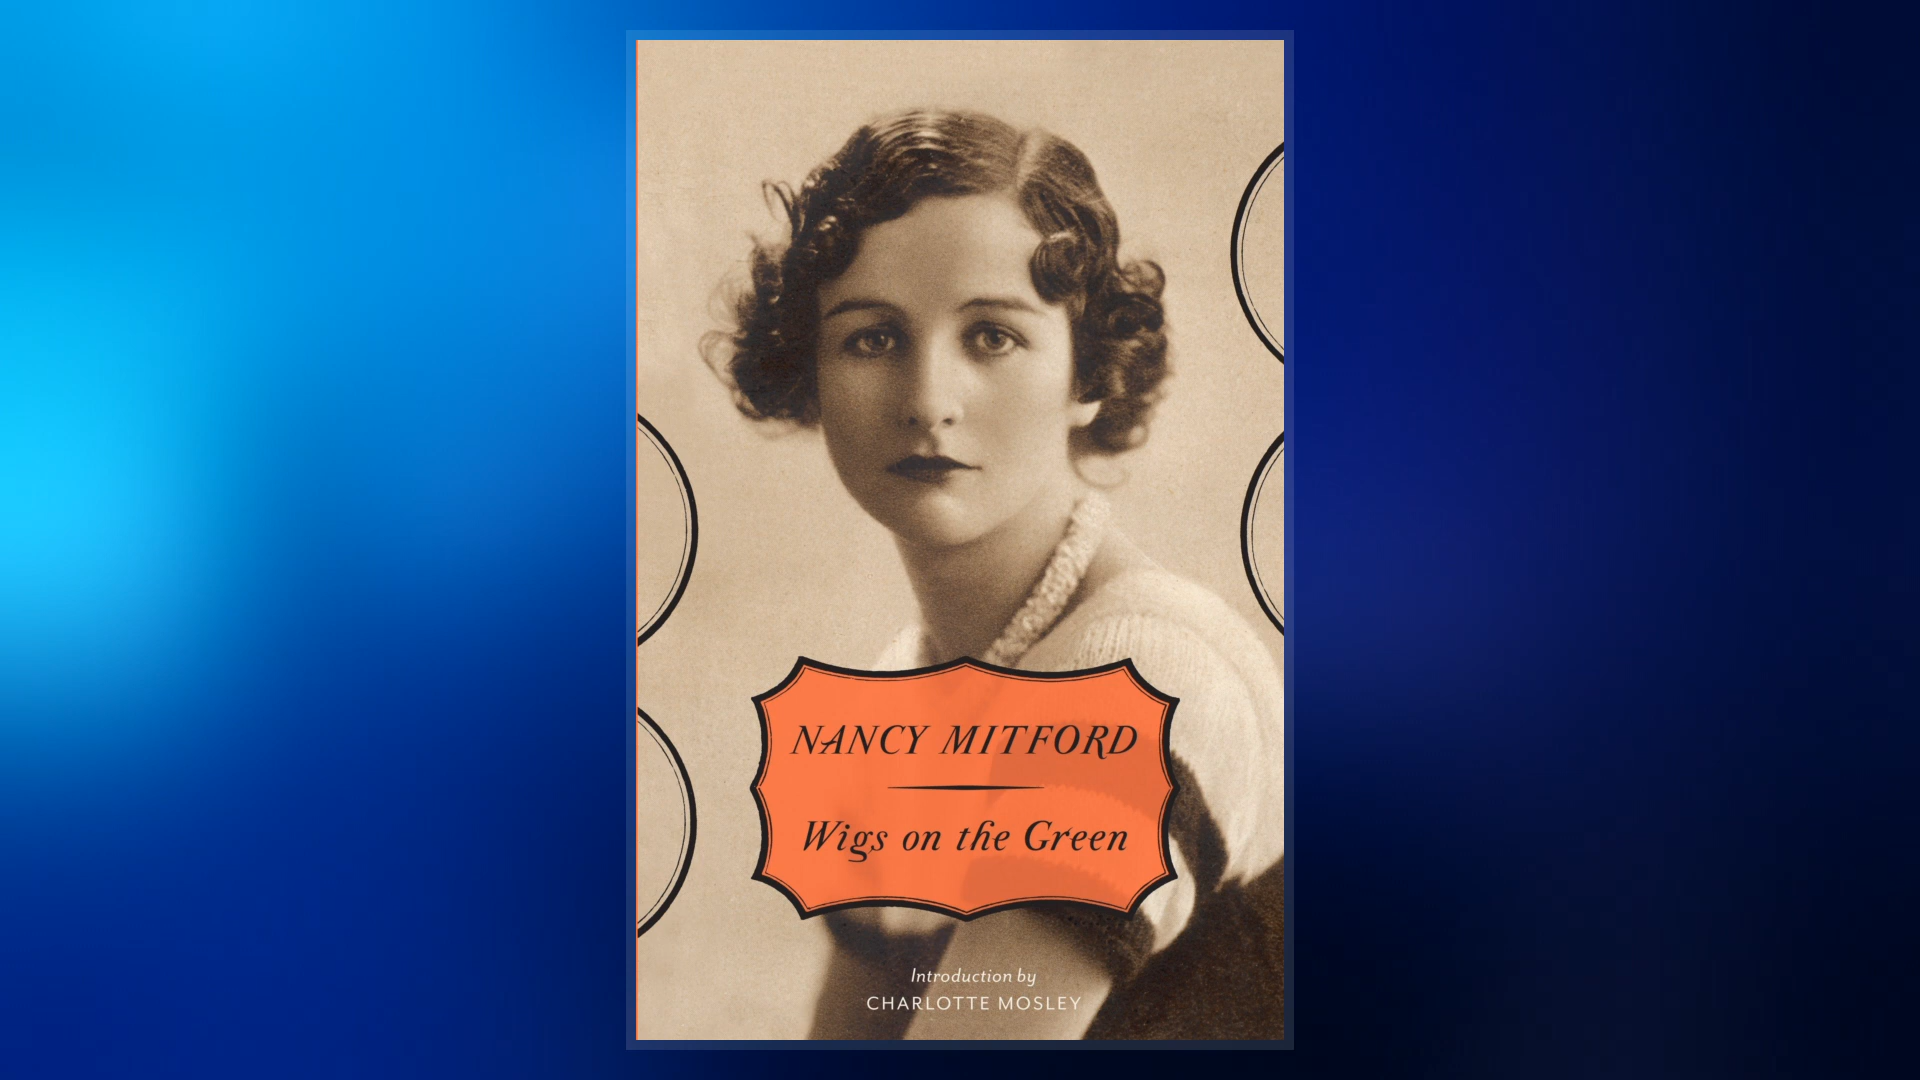 NANCY MITFORD
Wigs on the Green
Introduction by
CHARLOTTE MOSLEY